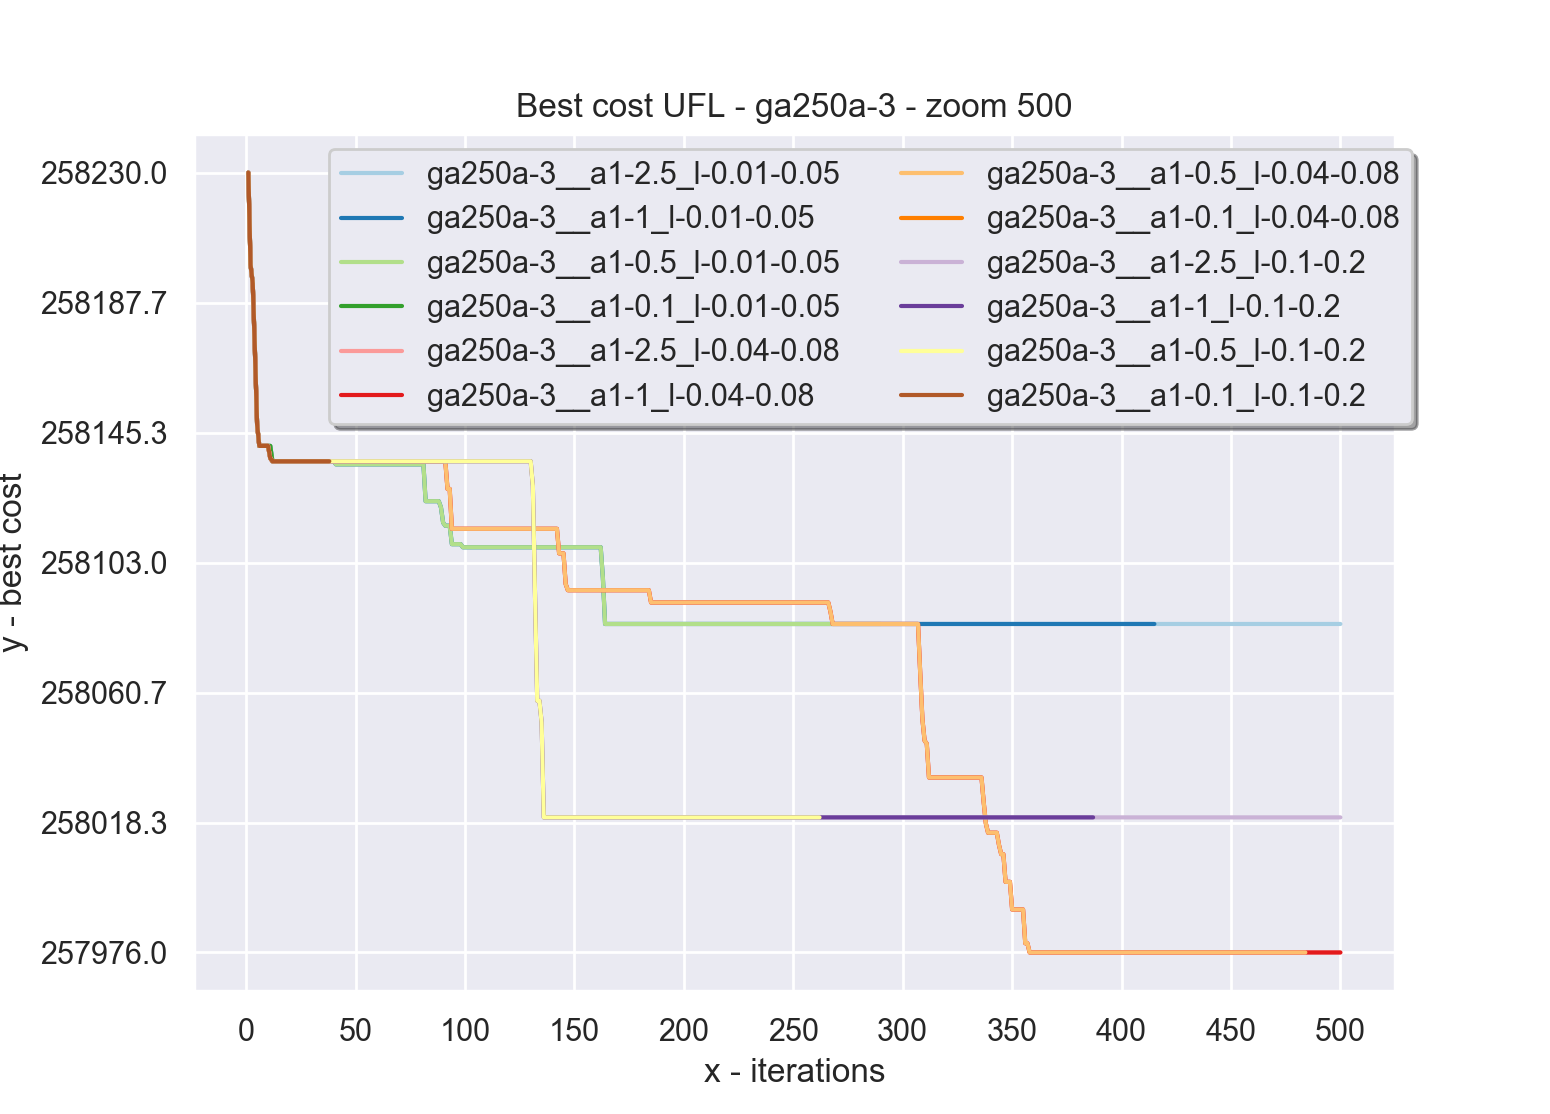 Best cost UFL - ga250a-3 - zoom 500
258230.0
258187.7
258145.3
258103.0
258060.7
258018.3
257976.0
y - best cost
ga250a-3__a1-2.5_l-0.01-0.05
ga250a-3__a1-1_l-0.01-0.05
ga250a-3__a1-0.5_l-0.01-0.05
ga250a-3__a1-0.1_l-0.01-0.05
ga250a-3__a1-2.5_l-0.04-0.08
ga250a-3__a1-1_l-0.04-0.08
ga250a-3__a1-0.5_l-0.04-0.08
ga250a-3__a1-0.1_l-0.04-0.08
ga250a-3__a1-2.5_l-0.1-0.2
ga250a-3__a1-1_l-0.1-0.2
ga250a-3__a1-0.5_l-0.1-0.2
ga250a-3__a1-0.1_l-0.1-0.2
0 50 100 150 200 250 300 350 400 450 500
x - iterations